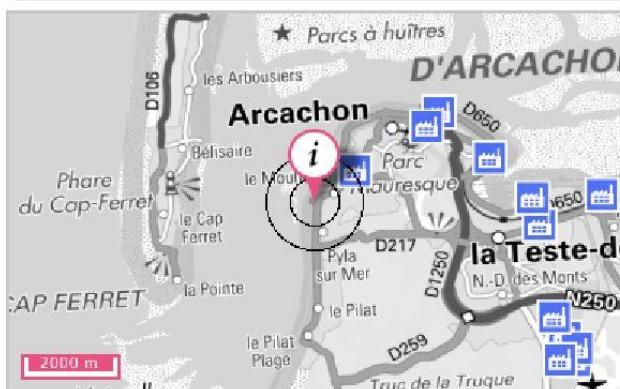 Parcs à huîtres
D'ARCACHO
D106
les Arbousiers
Arcachon
D650
Bélisaire
i
le Moul
Parc
Mauresque
Phare
du Cap-Ferret
le Cap
Ferret
D650
D217
la Teste-d
Pyla
sur Mer
D1250
N.-D. des Monts
la Pointe
CAP FERRET
N250
le Pilat
le Pilat
Plage
D259
2000 m
Truc de la Truque